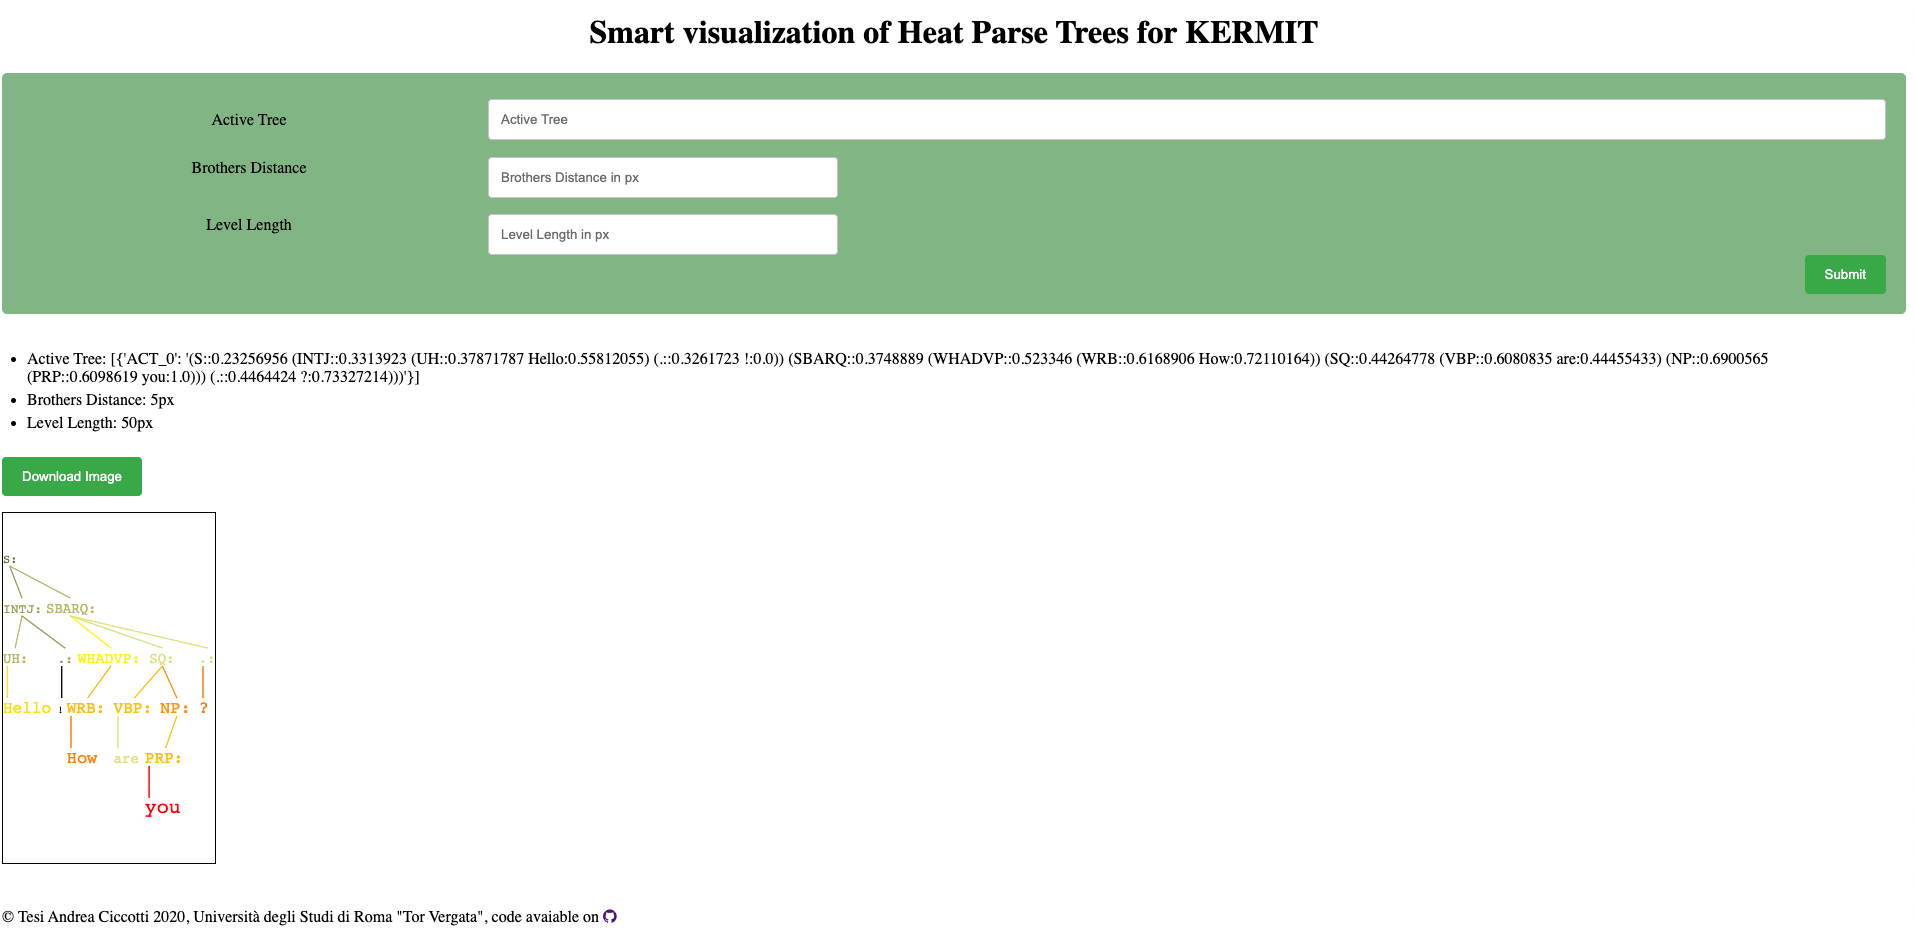 Smart visualization of Heat Parse Trees for KERMIT
Active Tree
Active Tree
Brothers Distance
Brothers Distance in px
Level Length
Level Length in px
Submit
• Active Tree: [{'ACT_0': '(S::0.23256956 (INTJ::0.3313923 (UH::0.37871787 Hello:0.55812055) (.::0.3261723 !:0.0)) (SBARQ::0.3748889 (WHADVP::0.523346 (WRB::0.6168906 How:0.72110164)) (SQ::0.44264778 (VBP::0.6080835 are:0.44455433) (NP::0.6900565
(PRP::0.6098619 you:1.0))) (.::0.4464424 ?:0.73327214)))'}]
• Brothers Distance: 5px
• Level Length: 50px
Download Image
S:
INTJ: SBARQ:
UH: .: WHADVP: SQ: .:
Hello ! WRB: VBP: NP: ?
How are PRP:
you
© Tesi Andrea Ciccotti 2020, Università degli Studi di Roma "Tor Vergata", code avaiable on